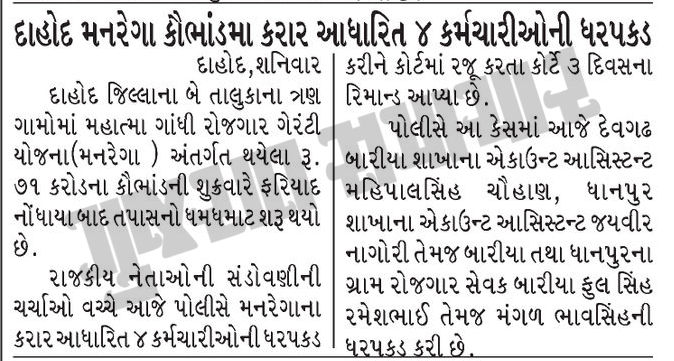 દાહોદ મનરેગા કૌભાંડમા કરાર આધારિત ૪ કર્મચારીઓની ધરપકડ
દાહોદ,શનિવાર
દાહોદ જિલ્લાના બે તાલુકાના ત્રણ
ગામોમાં મહાત્મા ગાંધી રોજગાર ગેરંટી
યોજના(મનરેગા ) અંતર્ગત થયેલા રૂ.
૭૧ કરોડના કૌભાંડની શુક્રવારે ફરિયાદ
નોંધાયા બાદ તપાસનો ધમધમાટ શરૂ થયો
છે.
રાજકીય નેતાઓની સંડોવણીની
ચર્ચાઓ વચ્ચે આજે પોલીસે મનરેગાના
કરાર આધારિત ૪ કર્મચારીઓની ધરપકડ
કરીને કોર્ટમાં રજૂ કરતા કોર્ટે ૩ દિવસના
રિમાન્ડ આપ્યા છે.
પોલીસે આ કેસમાં આજે દેવગઢ
બારીયા શાખાના એકાઉન્ટ આસિસ્ટન્ટ
મહિપાલસિંહ ચૌહાણ, ધાનપુર
શાખાના એકાઉન્ટ આસિસ્ટન્ટ જયવીર
નાગોરી તેમજ બારીયા તથા ધાનપુરના
ગ્રામ રોજગાર સેવક બારીયા ફુલ સિંહ
રમેશભાઈ તેમજ મંગળ ભાવસિંહની
ધરપકડ કરી છે.
ગુજરાત સમાચાર